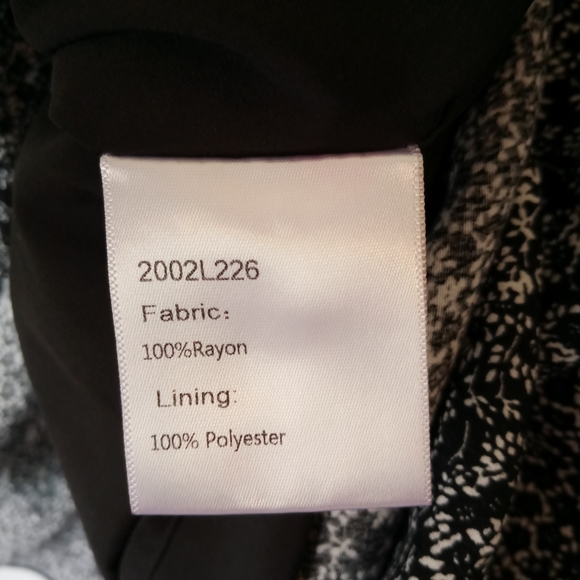 2002L226
Fabric:
100%Rayon
Lining:
100% Polyester